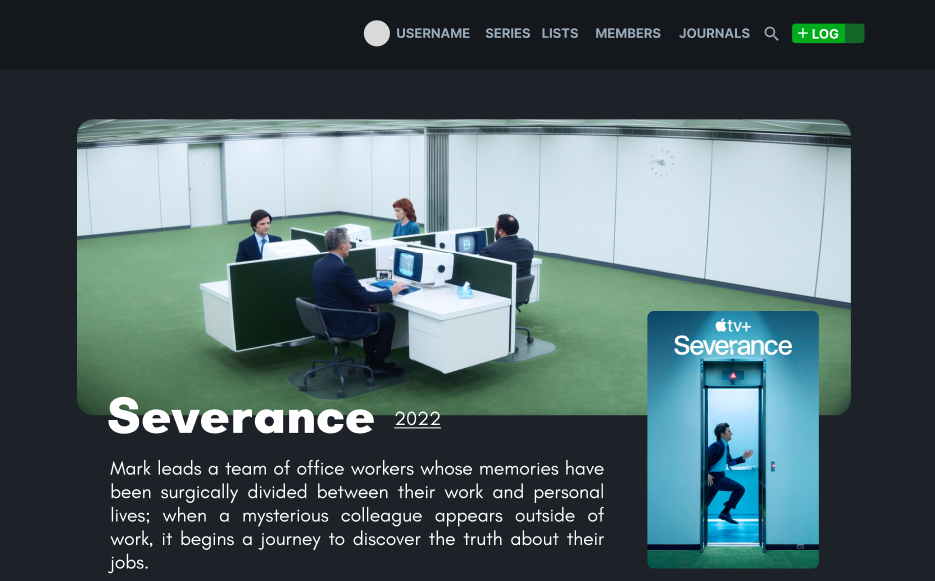 USERNAME SERIES LISTS MEMBERS JOURNALS + LOG
tv+
Severance
Severance 2022
Mark leads a team of office workers whose memories have
been surgically divided between their work and personal
lives; when a mysterious colleague appears outside of
work, it begins a journey to discover the truth about their
jobs.